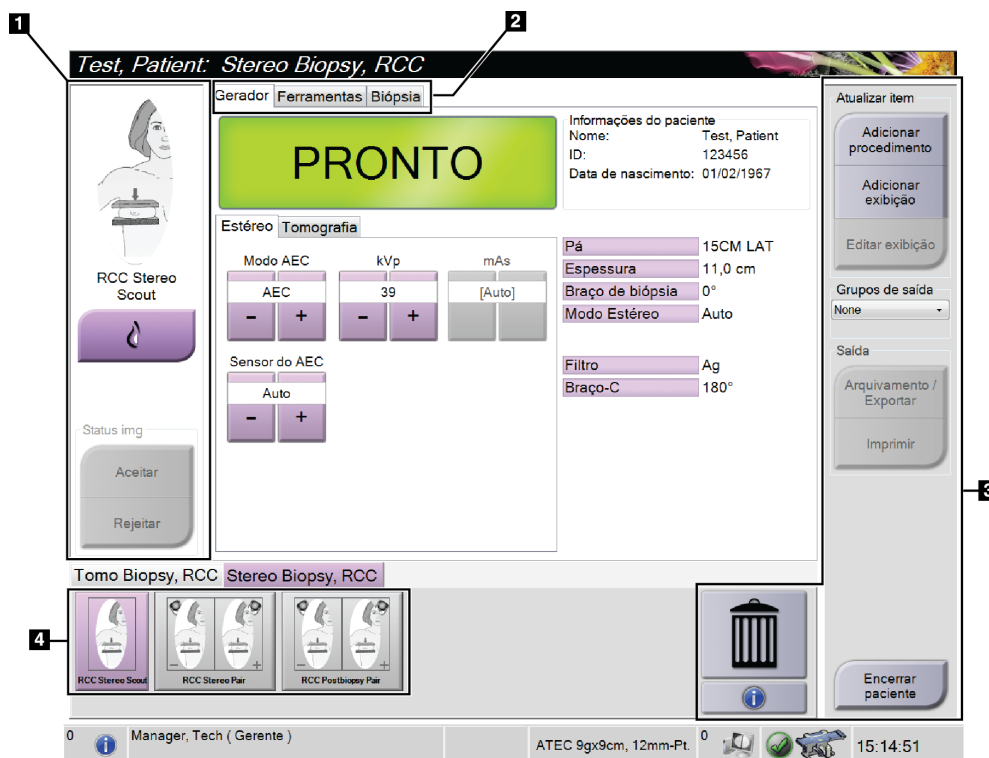 1
2
Test, Patient: Stereo Biopsy, RCC
Gerador Ferramentas Biópsia
PRONTO
Informações do paciente
Nome: Test, Patient
ID: 123456
Data de nascimento: 01/02/1967
Atualizar item
Adicionar
procedimento
Adicionar
exibição
Editar exibição
Grupos de saída
None
Saída
Arquivamento /
Exportar
Imprimir
3
RCC Stereo
Scout
Status img
Aceitar
Rejeitar
Estéreo Tomografia
Modo AEC kVp mAs
AEC 39 [Auto]
- + - +
Sensor do AEC
Auto
- +
Pá 15CM LAT
Espessura 11,0 cm
Braço de biópsia 0°
Modo Estéreo Auto
Filtro Ag
Braço-C 180°
Tomo Biopsy, RCC Stereo Biopsy, RCC
4
- + - +
RCC Stereo Scout RCC Stereo Pair RCC Postbiopsy Pair
Encerrar
paciente
0 Manager, Tech ( Gerente ) ATEC 9gx9cm, 12mm-Pt. 0 15:14:51